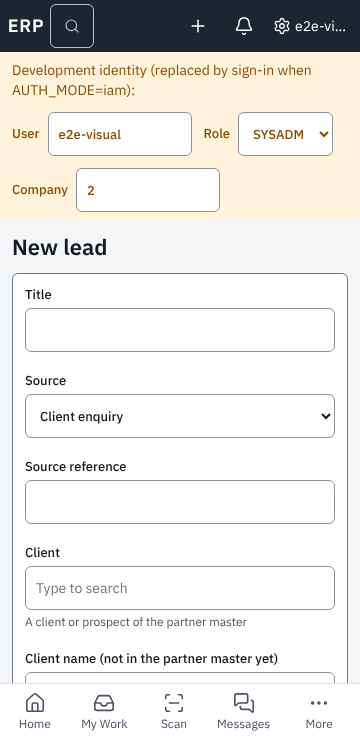 ERP
e2e-vi...
Development identity (replaced by sign-in when
AUTH_MODE=iam):
User e2e-visual Role SYSADM
Company 2
New lead
Title
Source
Client enquiry
Source reference
Client
Type to search
A client or prospect of the partner master
Client name (not in the partner master yet)
Home My Work Scan Messages More